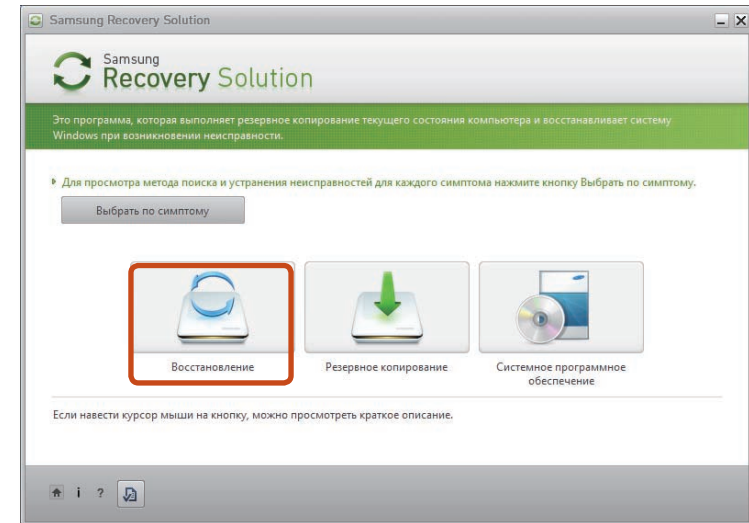 Samsung Recovery Solution
Samsung
Recovery Solution
Это программа, которая выполняет резервное копирование текущего состояния компьютера и восстанавливает систему
Windows при возникновении неисправности.
Для просмотра метода поиска и устранения неисправностей для каждого симптома нажмите кнопку Выбрать по симптому.
Выбрать по симптому
Восстановление
Резервное копирование
Системное программное
обеспечение
Если навести курсор мыши на кнопку, можно просмотреть краткое описание.
i ?